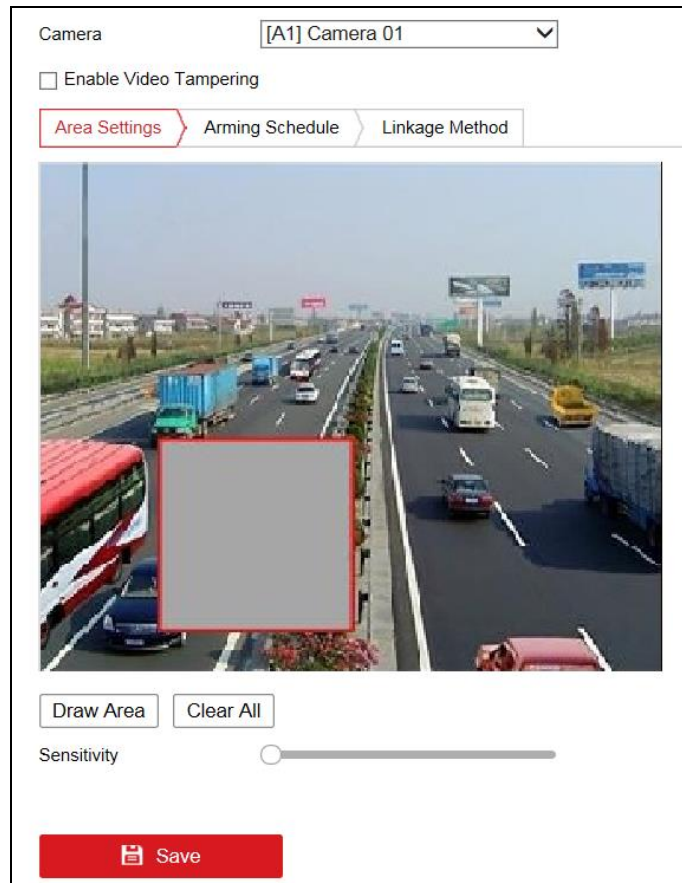 Camera [A1] Camera 01
Enable Video Tampering
Area Settings Arming Schedule Linkage Method
Draw Area Clear All
Sensitivity
Save